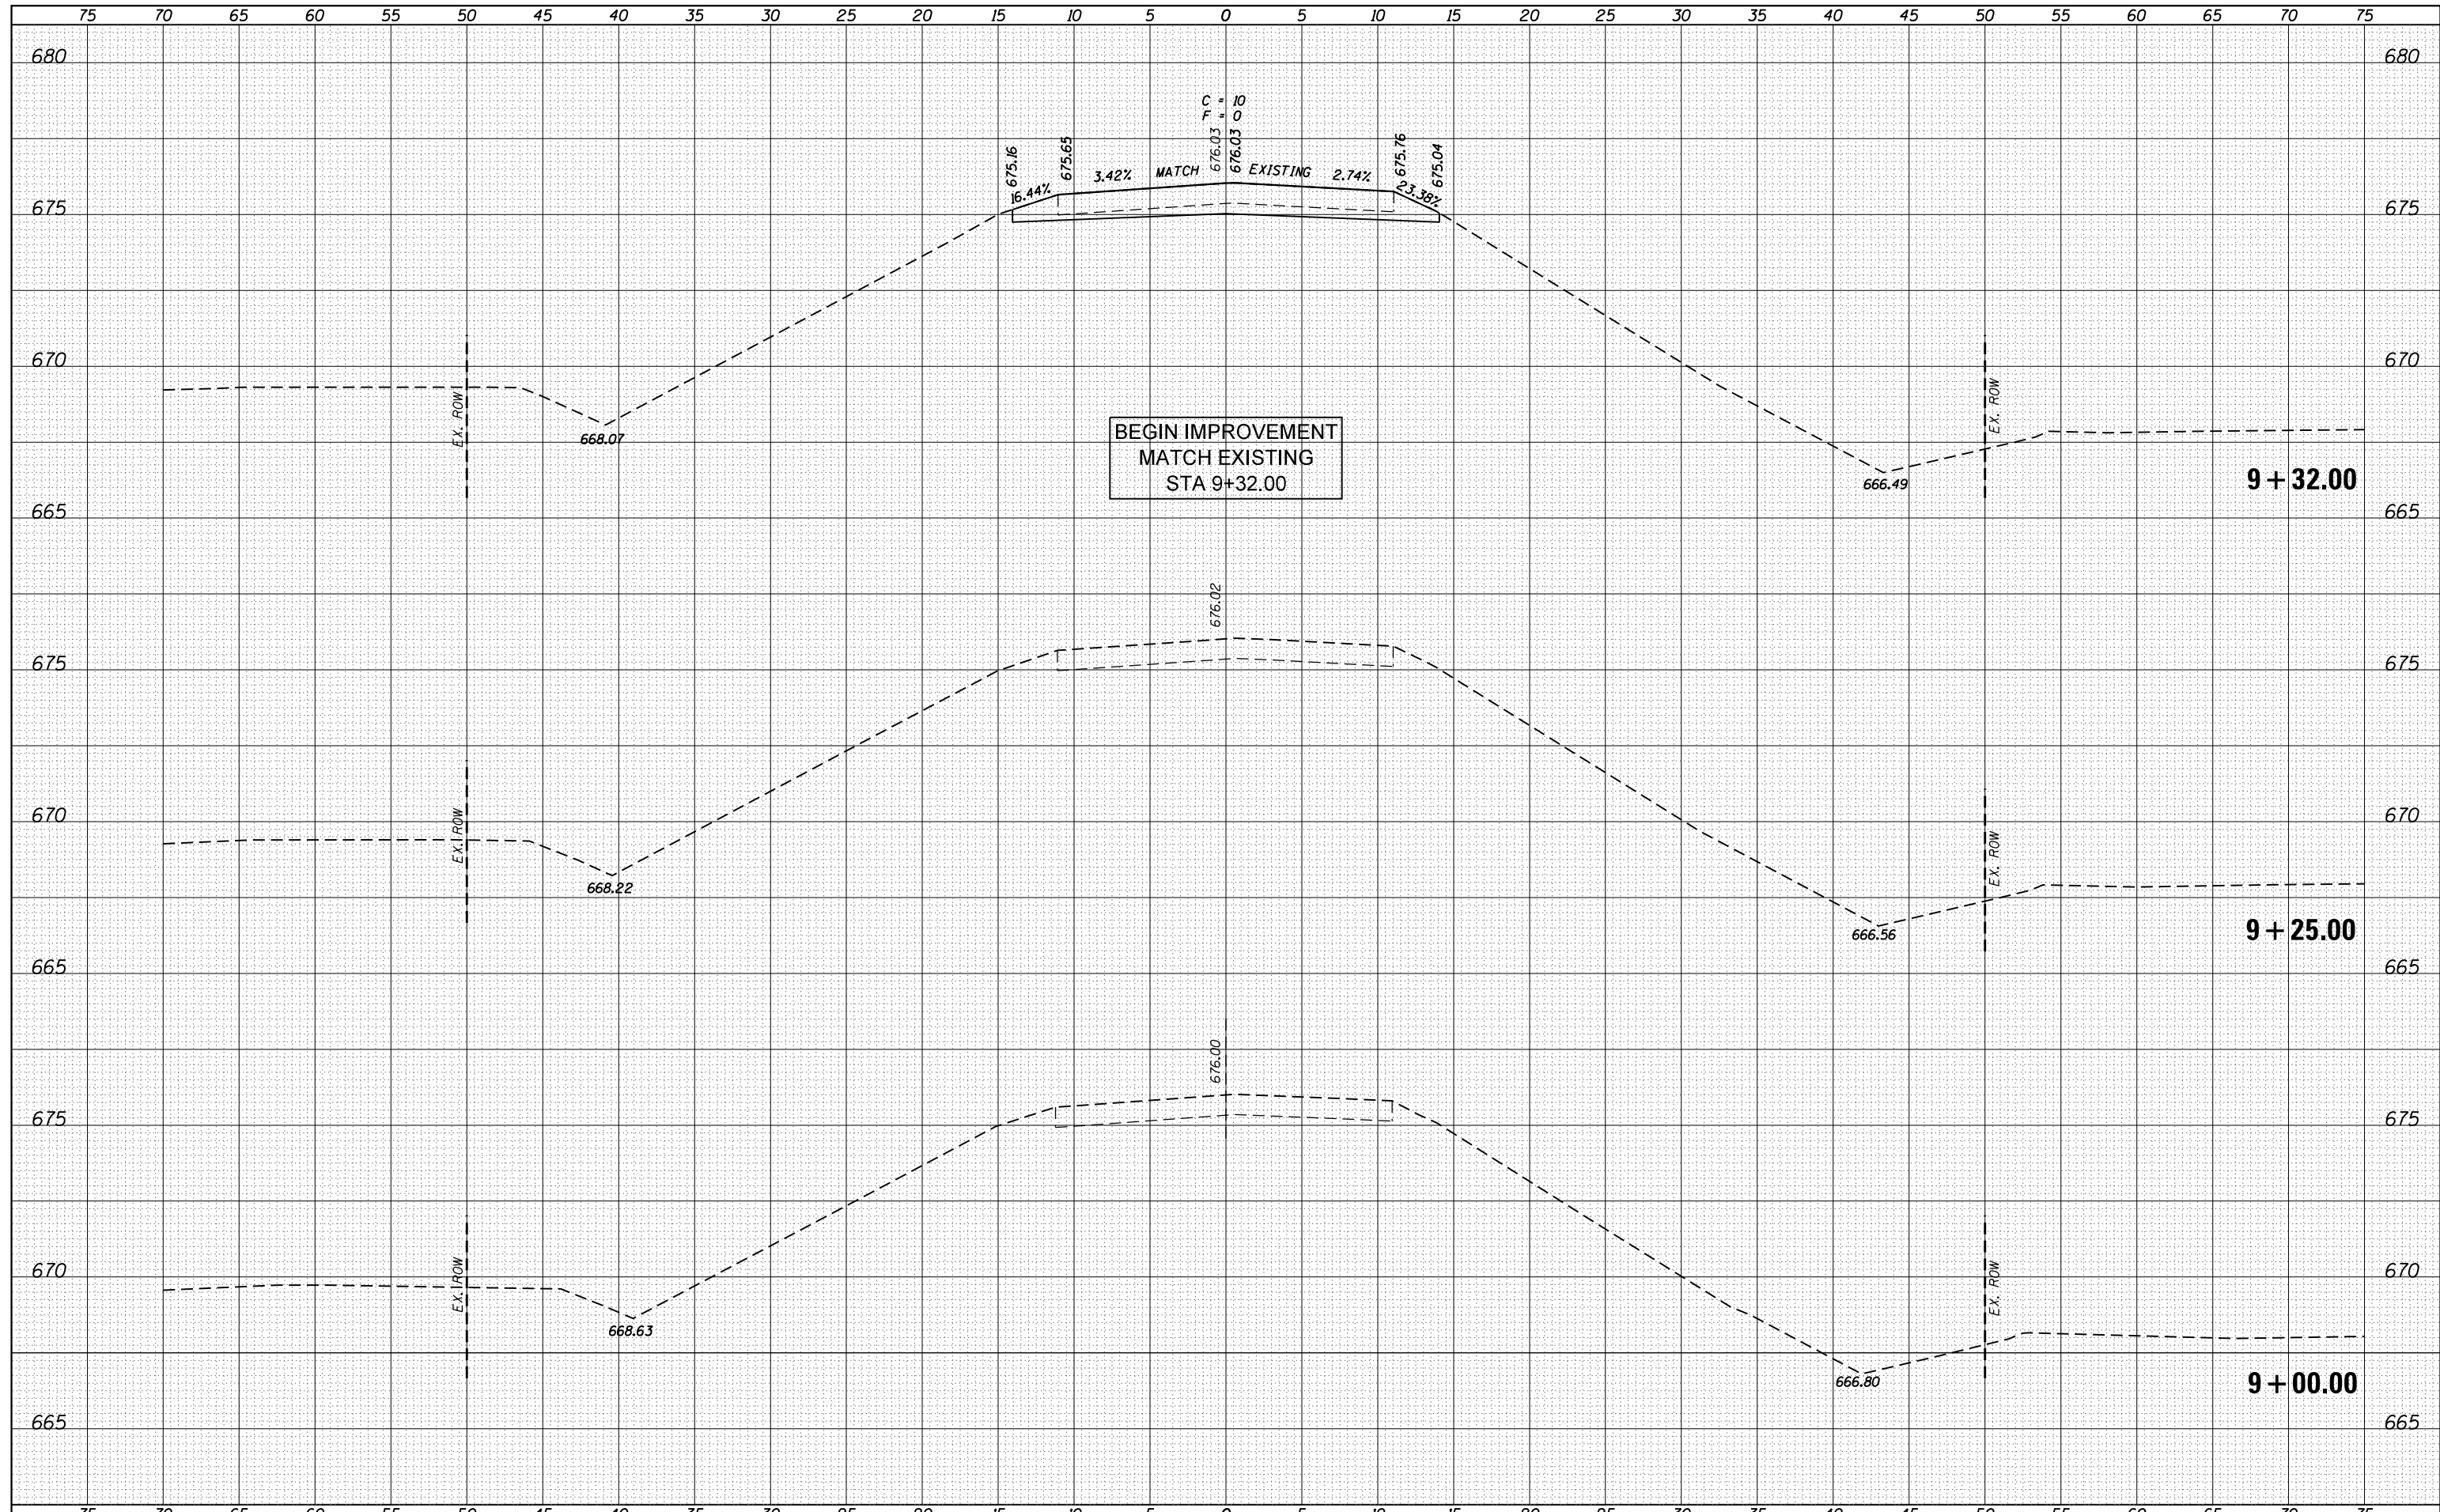 75 70 65 60 55 50 45 40 35 30 25 20 15 10 5 0 5 10 15 20 25 30 35 40 45 50 55 60 65 70 75
680 680
C = 10
F = 0
675.16 675.65 676.03 676.03 675.76 675.04
16.44% 3.42% MATCH EXISTING 2.74% 23.38%
675 675
670 670
EX. ROW EX. ROW
668.07
BEGIN IMPROVEMENT
MATCH EXISTING
STA 9+32.00
666.49
9+32.00
665 665
676.02
675 675
670 670
EX. ROW EX. ROW
668.22
666.56
9+25.00
665 665
676.00
675 675
670 670
EX. ROW EX. ROW
668.63
666.80
9+00.00
665 665
75 70 65 60 55 50 45 40 35 30 25 20 15 10 5 0 5 10 15 20 25 30 35 40 45 50 55 60 65 70 75